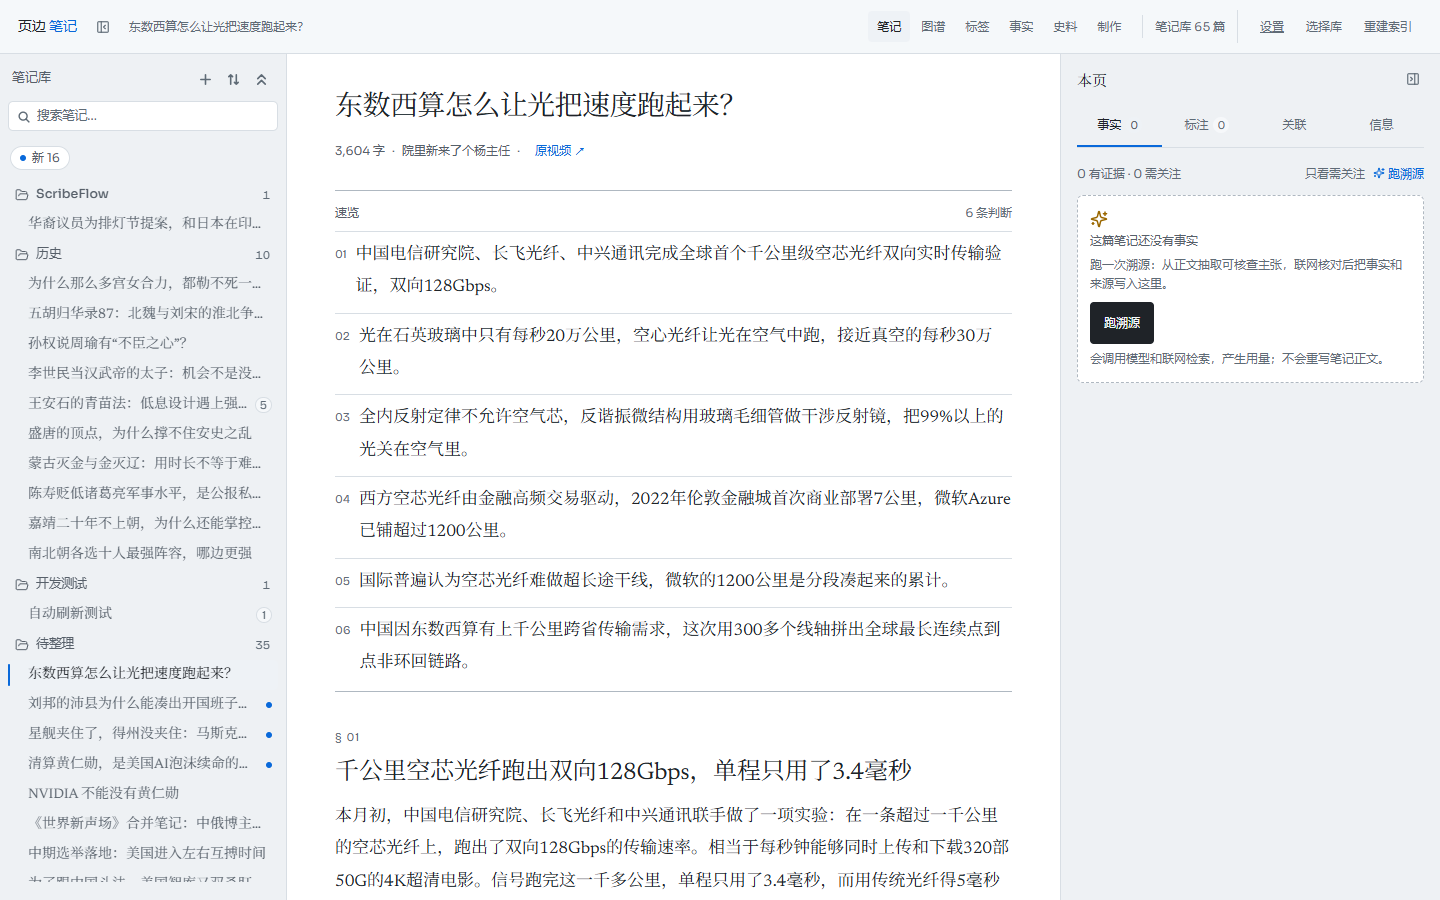 页边 笔记
东数西算怎么让光把速度跑起来?
笔记
图谱
标签
事实
史料
制作
笔记库 65 篇
设置
选择库
重建索引
笔记库
搜索笔记...
新 16
ScribeFlow 1
华裔议员为排灯节提案，和日本在印...
历史 10
为什么那么多宫女合力，都勒不死一...
五胡归华录87：北魏与刘宋的淮北争...
孙权说周瑜有“不臣之心”？
李世民当汉武帝的太子：机会不是没...
王安石的青苗法：低息设计遇上强... 5
盛唐的顶点，为什么撑不住安史之乱
蒙古灭金与金灭辽：用时长不等于难...
陈寿贬低诸葛亮军事水平，是公报私...
嘉靖二十年不上朝，为什么还能掌控...
南北朝各选十人最强阵容，哪边更强
开发测试 1
自动刷新测试 1
待整理 35
东数西算怎么让光把速度跑起来？
刘邦的沛县为什么能凑出开国班子...
星舰夹住了，得州没夹住：马斯克...
清算黄仁勋，是美国AI泡沫续命的...
NVIDIA 不能没有黄仁勋
《世界新声场》合并笔记：中俄博主...
中期选举落地：美国进入左右互搏时间
东数西算怎么让光把速度跑起来？
3,604 字 · 院里新来了个杨主任 · 原视频 ↗
速览 6 条判断
01 中国电信研究院、长飞光纤、中兴通讯完成全球首个千公里级空芯光纤双向实时传输验
证，双向128Gbps。
02 光在石英玻璃中只有每秒20万公里，空心光纤让光在空气中跑，接近真空的每秒30万
公里。
03 全内反射定律不允许空气芯，反谐振微结构用玻璃毛细管做干涉反射镜，把99%以上的
光关在空气里。
04 西方空芯光纤由金融高频交易驱动，2022年伦敦金融城首次商业部署7公里，微软Azure
已铺超过1200公里。
05 国际普遍认为空芯光纤难做超长途干线，微软的1200公里是分段凑起来的累计。
06 中国因东数西算有上千公里跨省传输需求，这次用300多个线轴拼出全球最长连续点到
点非环回链路。
§ 01
千公里空芯光纤跑出双向128Gbps，单程只用了3.4毫秒
本月初，中国电信研究院、长飞光纤和中兴通讯联手做了一项实验：在一条超过一千公里
的空芯光纤上，跑出了双向128Gbps的传输速率。相当于每秒钟能够同时上传和下载320部
50G的4K超清电影。信号跑完这一千多公里，单程只用了3.4毫秒，而用传统光纤得5毫秒
本页
事实 0
标注 0
关联
信息
0 有证据 · 0 需关注
只看需关注
跑溯源
这篇笔记还没有事实
跑一次溯源：从正文抽取可核查主张，联网核对后把事实和
来源写入这里。
跑溯源
会调用模型和联网检索，产生用量；不会重写笔记正文。